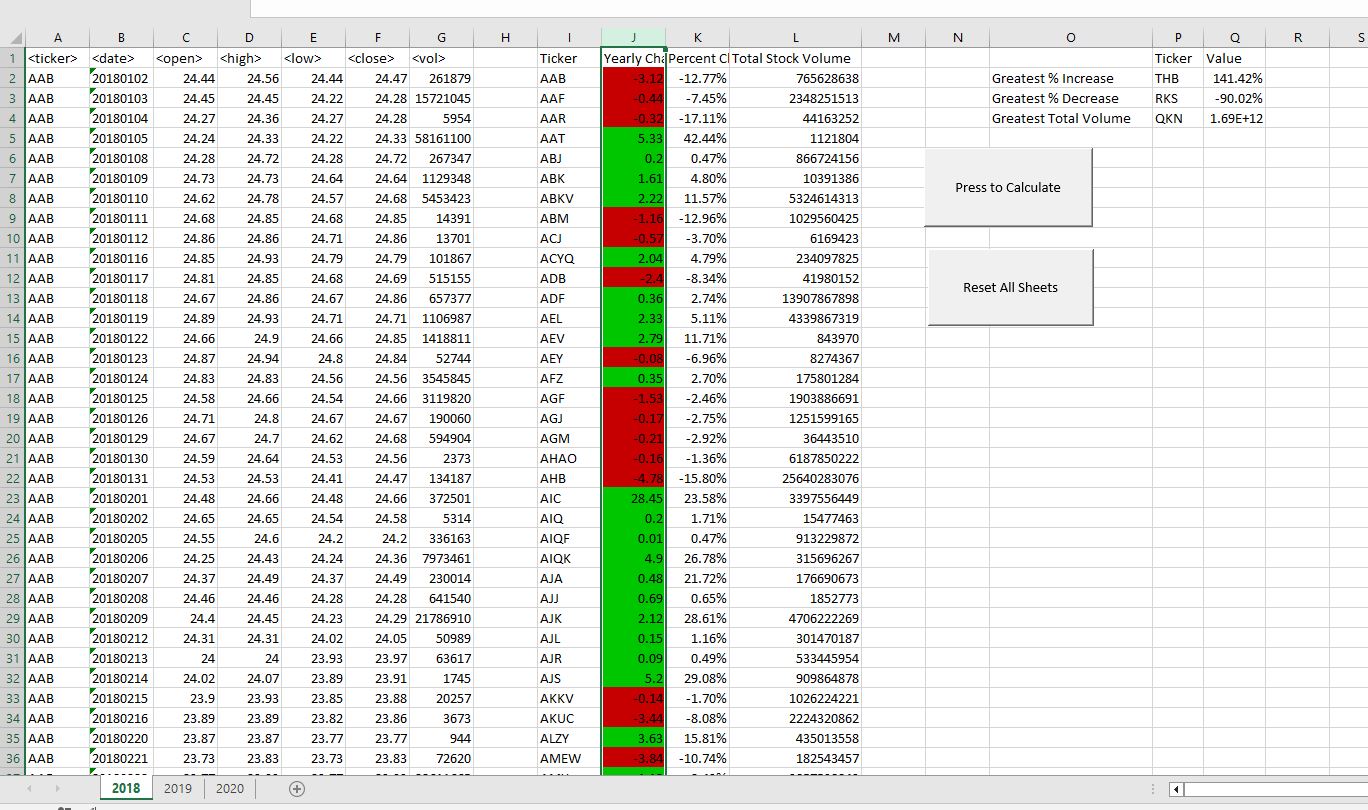 A B C D E F G H I J K L M N O P Q R S
1 <ticker> <date> <open> <high> <low> <close> <vol> Ticker Yearly Cha Percent Cl Total Stock Volume Ticker Value
2 AAB 20180102 24.44 24.56 24.44 24.47 261879 AAB -3.12 -12.77% 765628638 Greatest % Increase THB 141.42%
3 AAB 20180103 24.45 24.45 24.22 24.28 15721045 AAF -0.44 -7.45% 2348251513 Greatest % Decrease RKS -90.02%
4 AAB 20180104 24.27 24.36 24.27 24.28 5954 AAR -0.32 -17.11% 44163252 Greatest Total Volume QKN 1.69E+12
5 AAB 20180105 24.24 24.33 24.22 24.33 58161100 AAT 5.33 42.44% 1121804
6 AAB 20180108 24.28 24.72 24.28 24.72 267347 ABJ 0.2 0.47% 866724156
7 AAB 20180109 24.73 24.73 24.64 24.64 1129348 ABK 1.61 4.80% 10391386 Press to Calculate
8 AAB 20180110 24.62 24.78 24.57 24.68 5453423 ABKV 2.22 11.57% 5324614313
9 AAB 20180111 24.68 24.85 24.68 24.85 14391 ABM -1.16 -12.96% 1029560425
10 AAB 20180112 24.86 24.86 24.71 24.86 13701 ACJ -0.57 -3.70% 6169423
11 AAB 20180116 24.85 24.93 24.79 24.79 101867 ACYQ 2.04 4.79% 234097825
12 AAB 20180117 24.81 24.85 24.68 24.69 515155 ADB -2.4 -8.34% 41980152 Reset All Sheets
13 AAB 20180118 24.67 24.86 24.67 24.86 657377 ADF 0.36 2.74% 13907867898
14 AAB 20180119 24.89 24.93 24.71 24.71 1106987 AEL 2.33 5.11% 4339867319
15 AAB 20180122 24.66 24.9 24.66 24.85 1418811 AEV 2.79 11.71% 843970
16 AAB 20180123 24.87 24.94 24.8 24.84 52744 AEY -0.08 -6.96% 8274367
17 AAB 20180124 24.83 24.83 24.56 24.56 3545845 AFZ 0.35 2.70% 175801284
18 AAB 20180125 24.58 24.66 24.54 24.66 3119820 AGF -1.53 -2.46% 1903886691
19 AAB 20180126 24.71 24.8 24.67 24.67 190060 AGJ -0.17 -2.75% 1251599165
20 AAB 20180129 24.67 24.7 24.62 24.68 594904 AGM -0.21 -2.92% 36443510
21 AAB 20180130 24.59 24.64 24.53 24.56 2373 AHAO -0.16 -1.36% 6187850222
22 AAB 20180131 24.53 24.53 24.41 24.47 134187 AHB -4.78 -15.80% 25640283076
23 AAB 20180201 24.48 24.66 24.48 24.66 372501 AIC 28.45 23.58% 3397556449
24 AAB 20180202 24.65 24.65 24.54 24.58 5314 AIQ 0.2 1.71% 15477463
25 AAB 20180205 24.55 24.6 24.2 24.2 336163 AIQF 0.01 0.47% 913229872
26 AAB 20180206 24.25 24.43 24.24 24.36 7973461 AIQK 4.9 26.78% 315696267
27 AAB 20180207 24.37 24.49 24.37 24.49 230014 AJA 0.48 21.72% 176690673
28 AAB 20180208 24.46 24.46 24.28 24.28 641540 AJJ 0.69 0.65% 1852773
29 AAB 20180209 24.4 24.45 24.23 24.29 21786910 AJK 2.12 28.61% 4706222269
30 AAB 20180212 24.31 24.31 24.02 24.05 50989 AJL 0.15 1.16% 301470187
31 AAB 20180213 24 24 23.93 23.97 63617 AJR 0.09 0.49% 533445954
32 AAB 20180214 24.02 24.07 23.89 23.91 1745 AJS 5.2 29.08% 909864878
33 AAB 20180215 23.9 23.93 23.85 23.88 20257 AKKV -0.14 -1.70% 1026224221
34 AAB 20180216 23.89 23.89 23.82 23.86 3673 AKUC -3.44 -8.08% 2224320862
35 AAB 20180220 23.87 23.87 23.77 23.77 944 ALZY 3.63 15.81% 435013558
36 AAB 20180221 23.73 23.83 23.73 23.83 72620 AMEW -3.84 -10.74% 182543457
2018 2019 2020